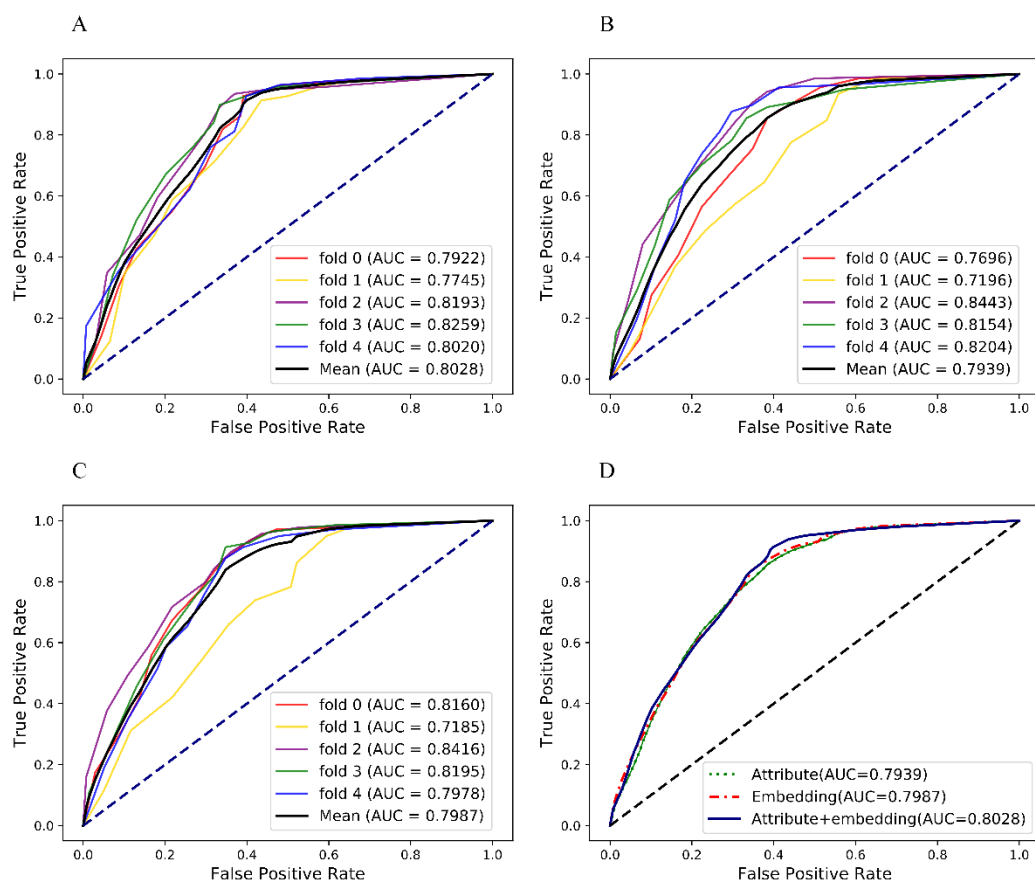 A
1.0
0.8
0.6
0.4
0.2
0.0
True Positive Rate
fold 0 (AUC = 0.7922)
fold 1 (AUC = 0.7745)
fold 2 (AUC = 0.8193)
fold 3 (AUC = 0.8259)
fold 4 (AUC = 0.8020)
Mean (AUC = 0.8028)
0.0 0.2 0.4 0.6 0.8 1.0
False Positive Rate
B
1.0
0.8
0.6
0.4
0.2
0.0
True Positive Rate
fold 0 (AUC = 0.7696)
fold 1 (AUC = 0.7196)
fold 2 (AUC = 0.8443)
fold 3 (AUC = 0.8154)
fold 4 (AUC = 0.8204)
Mean (AUC = 0.7939)
0.0 0.2 0.4 0.6 0.8 1.0
False Positive Rate
C
1.0
0.8
0.6
0.4
0.2
0.0
True Positive Rate
fold 0 (AUC = 0.8160)
fold 1 (AUC = 0.7185)
fold 2 (AUC = 0.8416)
fold 3 (AUC = 0.8195)
fold 4 (AUC = 0.7978)
Mean (AUC = 0.7987)
0.0 0.2 0.4 0.6 0.8 1.0
False Positive Rate
D
1.0
0.8
0.6
0.4
0.2
0.0
True Positive Rate
Attribute(AUC=0.7939)
Embedding(AUC=0.7987)
Attribute+embedding(AUC=0.8028)
0.0 0.2 0.4 0.6 0.8 1.0
False Positive Rate